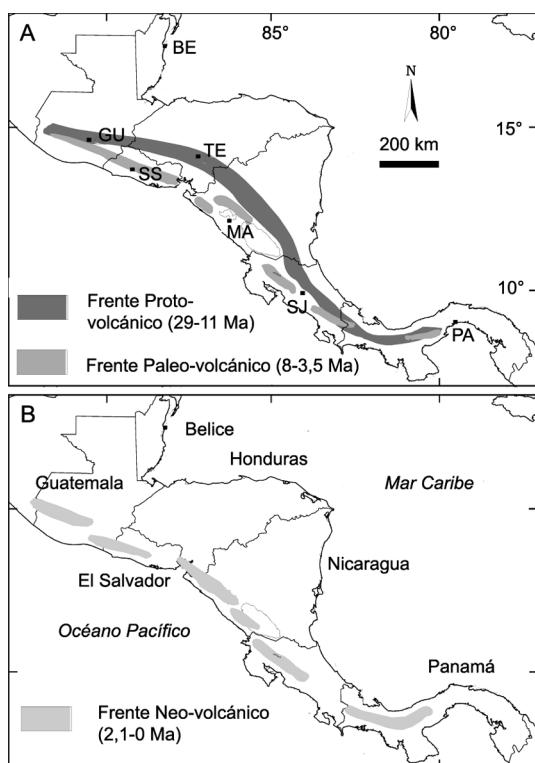 A
85°
80°
BE
N
15°
200 km
GU
TE
SS
MA
10°
SJ
PA
Frente Proto-
volcánico (29-11 Ma)
Frente Paleo-volcánico (8-3,5 Ma)
B
Belice
Honduras
Guatemala
Mar Caribe
Nicaragua
El Salvador
Océano Pacífico
Panamá
Frente Neo-volcánico
(2,1-0 Ma)